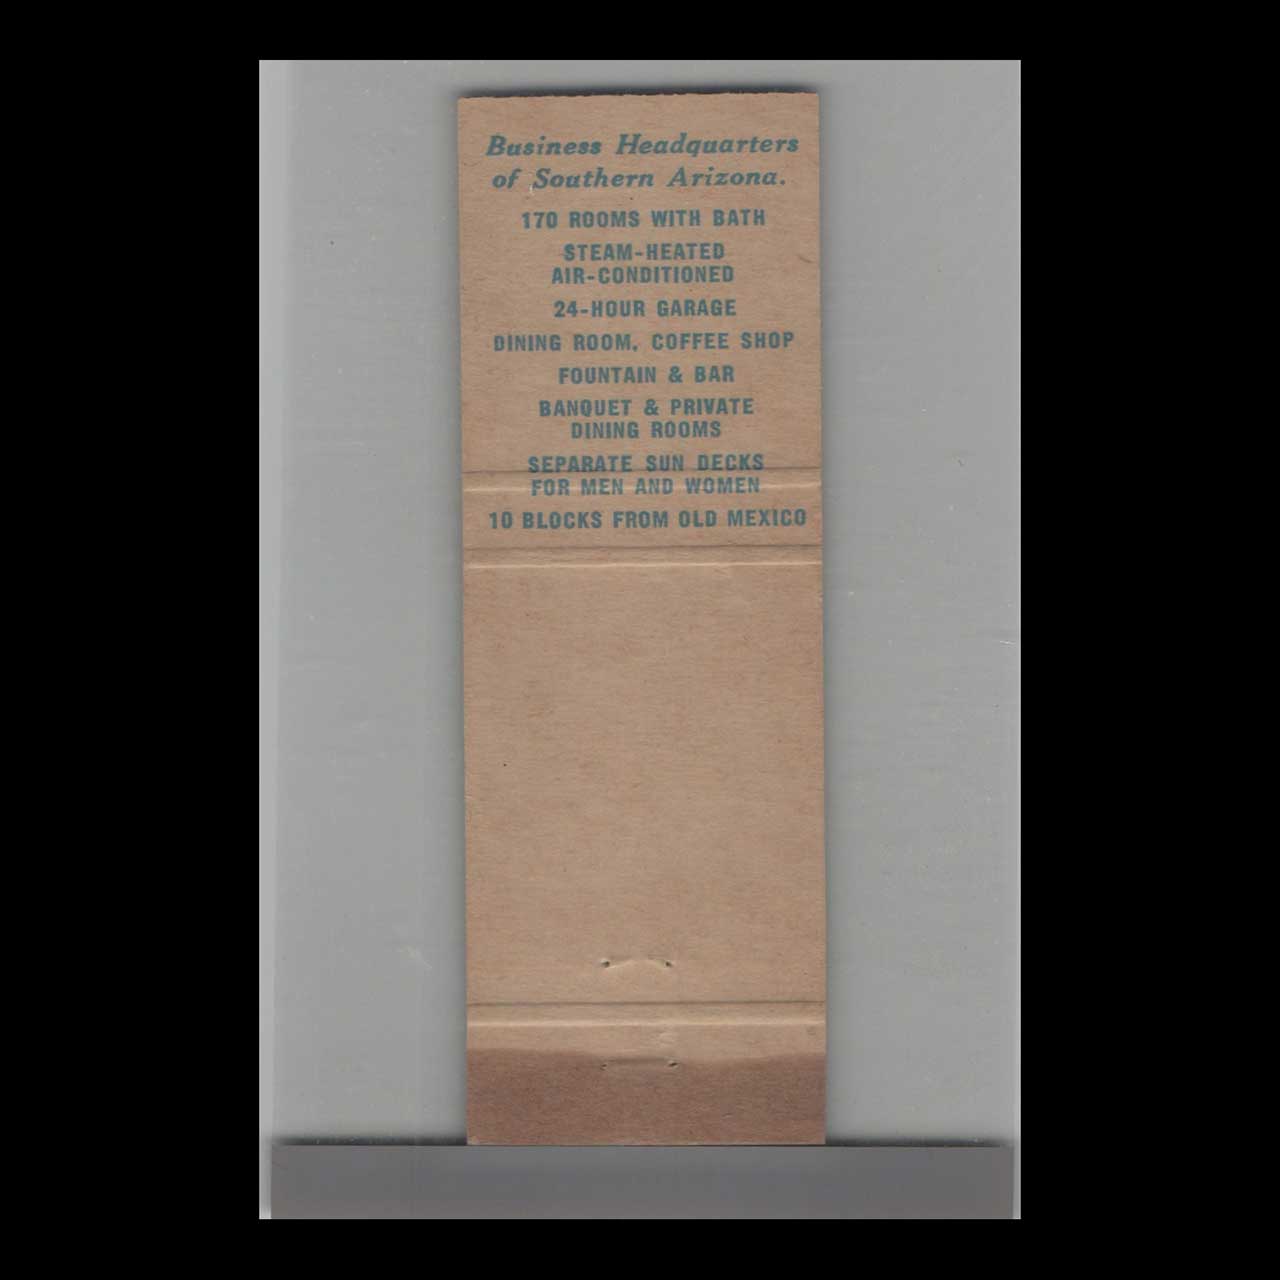 Business Headquarters
of Southern Arizona.
170 ROOMS WITH BATH
STEAM-HEATED
AIR-CONDITIONED
24-HOUR GARAGE
DINING ROOM, COFFEE SHOP
FOUNTAIN & BAR
BANQUET & PRIVATE
DINING ROOMS
SEPARATE SUN DECKS
FOR MEN AND WOMEN
10 BLOCKS FROM OLD MEXICO